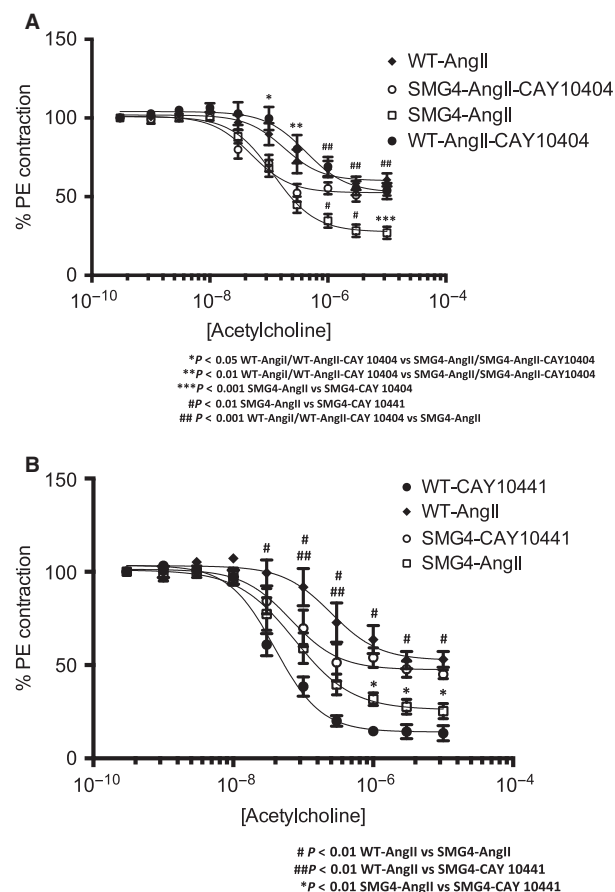 A
150
WT-AngII
SMG4-AngII-CAY10404
SMG4-AngII
WT-AngII-CAY10404
*
**
##
##
##
#
#
***
% PE contraction
100
50
0
10⁻¹⁰
10⁻⁸
10⁻⁶
10⁻⁴
[Acetylcholine]
*P < 0.05 WT-AngiI/WT-AngII-CAY 10404 vs SMG4-AngII/SMG4-AngII-CAY10404
**P < 0.01 WT-AngiI/WT-AngII-CAY 10404 vs SMG4-AngII/SMG4-AngII-CAY10404
***P < 0.001 SMG4-AngII vs SMG4-CAY 10404
#P < 0.01 SMG4-AngII vs SMG4-CAY 10441
## P < 0.001 WT-AngiI/WT-AngII-CAY 10404 vs SMG4-AngII
B
150
WT-CAY10441
WT-AngII
SMG4-CAY10441
SMG4-AngII
#
#
##
#
##
#
#
#
*
*
*
% PE contraction
100
50
0
10⁻¹⁰
10⁻⁸
10⁻⁶
10⁻⁴
[Acetylcholine]
# P < 0.01 WT-AngII vs SMG4-AngII
##P < 0.01 WT-AngII vs SMG4-CAY 10441
*P < 0.01 SMG4-AngII vs SMG4-CAY 10441